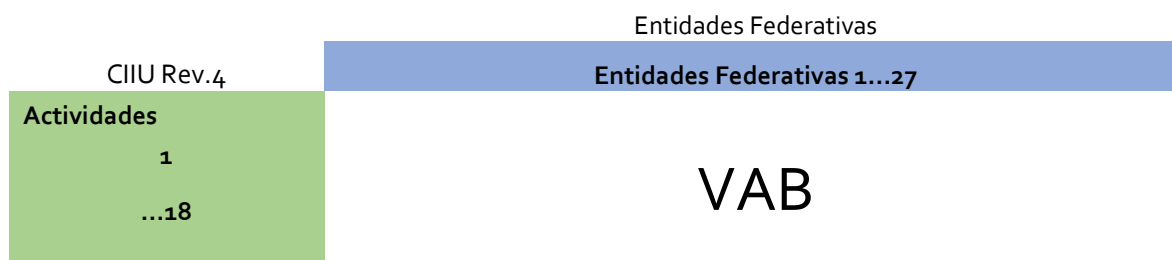 Entidades Federativas
CIIU Rev.4
Entidades Federativas 1...27
Actividades
1
...18
VAB